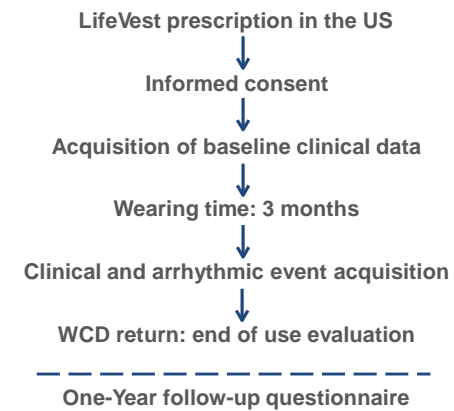 LifeVest prescription in the US
Informed consent
Acquisition of baseline clinical data
Wearing time: 3 months
Clinical and arrhythmic event acquisition
WCD return: end of use evaluation
One-Year follow-up questionnaire